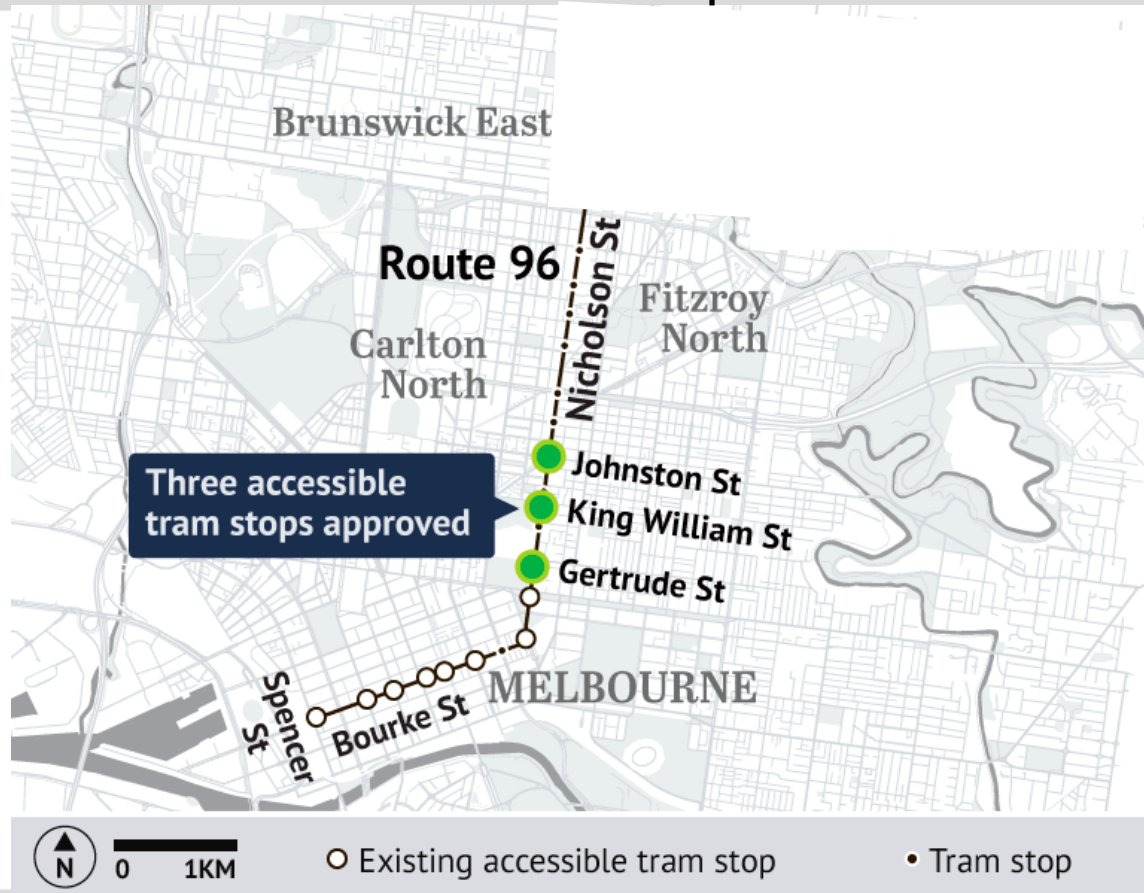 Brunswick East
Route 96
Nicholson St
Fitzroy
North
Carlton
North
Three accessible
tram stops approved
Johnston St
King William St
Gertrude St
MELBOURNE
Spencer
St
Bourke St
N
0 1KM
Existing accessible tram stop
Tram stop